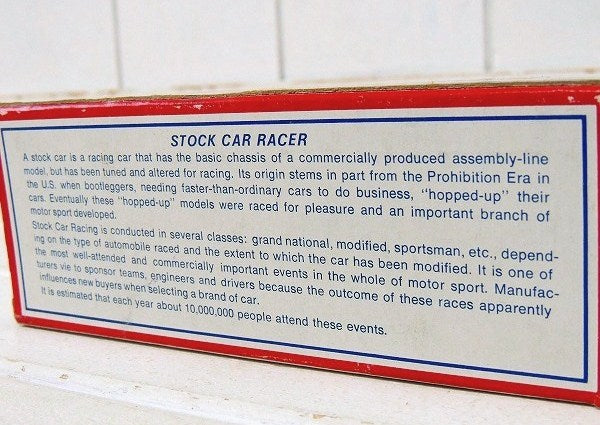 STOCK CAR RACER
A stock car is a racing car that has the basic chassis of a commercially produced assembly-line
model, but has been tuned and altered for racing. Its origin stems in part from the Prohibition Era in
the U.S. when bootleggers, needing faster-than-ordinary cars to do business, "hopped-up" their
cars. Eventually these "hopped-up" models were raced for pleasure and an important branch of
motor sport developed.
Stock Car Racing is conducted in several classes: grand national, modified, sportsman, etc., depend-
ing on the type of automobile raced and the extent to which the car has been modified. It is one of
the most well-attended and commercially important events in the whole of motor sport. Manufac-
turers vie to sponsor teams, engineers and drivers because the outcome of these races apparently
influences new buyers when selecting a brand of car.
It is estimated that each year about 10,000,000 people attend these events.